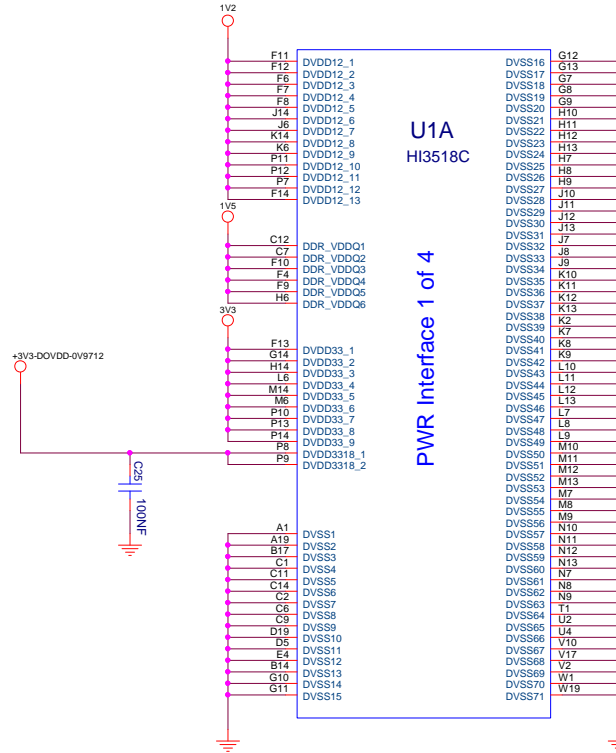 1V2
F11 DVDD12_1
F12 DVDD12_2
F6 DVDD12_3
F7 DVDD12_4
F8 DVDD12_5
J14 DVDD12_6
J6 DVDD12_7
K14 DVDD12_8
K6 DVDD12_9
P11 DVDD12_10
P12 DVDD12_11
P7 DVDD12_12
F14 DVDD12_13
1V5
C12 DDR_VDDQ1
C7 DDR_VDDQ2
F10 DDR_VDDQ3
F4 DDR_VDDQ4
F9 DDR_VDDQ5
H6 DDR_VDDQ6
3V3
F13 DVDD33_1
G14 DVDD33_2
H14 DVDD33_3
L6 DVDD33_4
M14 DVDD33_5
M6 DVDD33_6
P10 DVDD33_7
P13 DVDD33_8
P14 DVDD33_9
P8 DVDD3318_1
P9 DVDD3318_2
+3V3-DOVDD-0V9712
C25
100NF
A1 DVSS1
A19 DVSS2
B17 DVSS3
C1 DVSS4
C11 DVSS5
C14 DVSS6
C2 DVSS7
C6 DVSS8
C9 DVSS9
D19 DVSS10
D5 DVSS11
E4 DVSS12
B14 DVSS13
G10 DVSS14
G11 DVSS15
U1A
HI3518C
PWR Interface 1 of 4
DVSS16 G12
DVSS17 G13
DVSS18 G7
DVSS19 G8
DVSS20 G9
DVSS21 H10
DVSS22 H11
DVSS23 H12
DVSS24 H13
DVSS25 H7
DVSS26 H8
DVSS27 H9
DVSS28 J10
DVSS29 J11
DVSS30 J12
DVSS31 J13
DVSS32 J7
DVSS33 J8
DVSS34 J9
DVSS35 K10
DVSS36 K11
DVSS37 K12
DVSS38 K13
DVSS39 K2
DVSS40 K7
DVSS41 K8
DVSS42 K9
DVSS43 L10
DVSS44 L11
DVSS45 L12
DVSS46 L13
DVSS47 L7
DVSS48 L8
DVSS49 L9
DVSS50 M10
DVSS51 M11
DVSS52 M12
DVSS53 M13
DVSS54 M7
DVSS55 M8
DVSS56 M9
DVSS57 N10
DVSS58 N11
DVSS59 N12
DVSS60 N13
DVSS61 N7
DVSS62 N8
DVSS63 N9
DVSS64 T1
DVSS65 U2
DVSS66 U4
DVSS67 V10
DVSS68 V17
DVSS69 V2
DVSS70 W1
DVSS71 W19